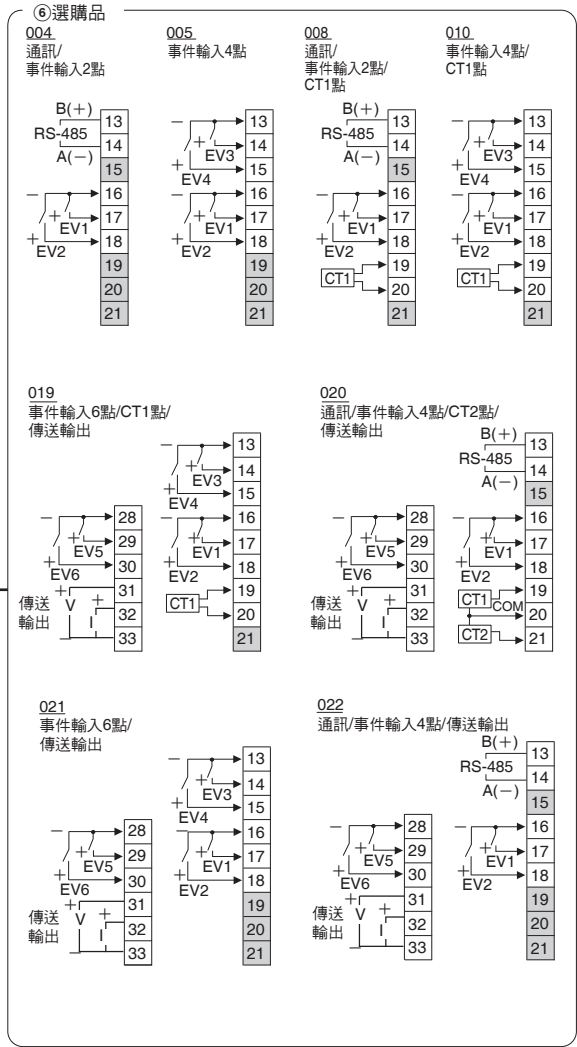 ⑥選購品
004
通訊/
事件輸入2點
B(+)
RS-485
A(−)
−
+
EV1
+
EV2
13
14
15
16
17
18
19
20
21
005
事件輸入4點
−
+
EV3
+
EV4
−
+
EV1
+
EV2
13
14
15
16
17
18
19
20
21
008
通訊/
事件輸入2點/
CT1點
B(+)
RS-485
A(−)
−
+
EV1
+
EV2
CT1
13
14
15
16
17
18
19
20
21
010
事件輸入4點/
CT1點
−
+
EV3
+
EV4
−
+
EV1
+
EV2
CT1
13
14
15
16
17
18
19
20
21
019
事件輸入6點/CT1點/
傳送輸出
−
+
EV5
+
EV6
傳送
輸出
+
V
+
I
−
28
29
30
31
32
33
−
+
EV3
+
EV4
−
+
EV1
+
EV2
CT1
13
14
15
16
17
18
19
20
21
020
通訊/事件輸入4點/CT2點/
傳送輸出
−
+
EV5
+
EV6
傳送
輸出
+
V
+
I
−
28
29
30
31
32
33
B(+)
RS-485
A(−)
−
+
EV1
+
EV2
CT1
COM
CT2
13
14
15
16
17
18
19
20
21
021
事件輸入6點/
傳送輸出
−
+
EV5
+
EV6
傳送
輸出
+
V
+
I
−
28
29
30
31
32
33
−
+
EV3
+
EV4
−
+
EV1
+
EV2
13
14
15
16
17
18
19
20
21
022
通訊/事件輸入4點/傳送輸出
−
+
EV5
+
EV6
傳送
輸出
+
V
+
I
−
28
29
30
31
32
33
B(+)
RS-485
A(−)
−
+
EV1
+
EV2
13
14
15
16
17
18
19
20
21